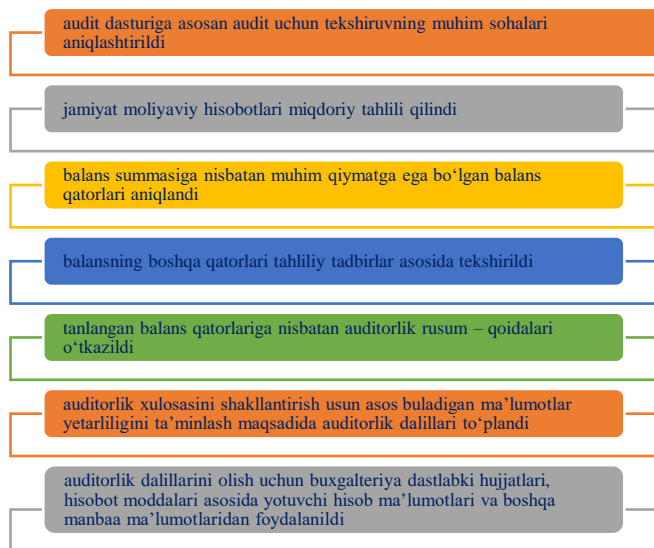 audit dasturiga asosan audit uchun tekshiruvning muhim sohalari
aniqlashtirildi
jamiyat moliyaviy hisobotlari miqdoriy tahlili qilindi
balans summasiga nisbatan muhim qiymatga ega bo‘lgan balans
qatorlari aniqlandi
balansning boshqa qatorlari tahliliy tadbirlar asosida tekshirildi
tanlangan balans qatorlariga nisbatan auditorlik rusum – qoidalari
o‘tkazildi
auditorlik xulosasini shakllantirish usun asos buladigan ma’lumotlar
yetarliligini ta’minlash maqsadida auditorlik dalillari to‘plandi
auditorlik dalillarini olish uchun buxgalteriya dastlabki hujjatlari,
hisobot moddalari asosida yotuvchi hisob ma’lumotlari va boshqa
manbaa ma’lumotlaridan foydalanildi